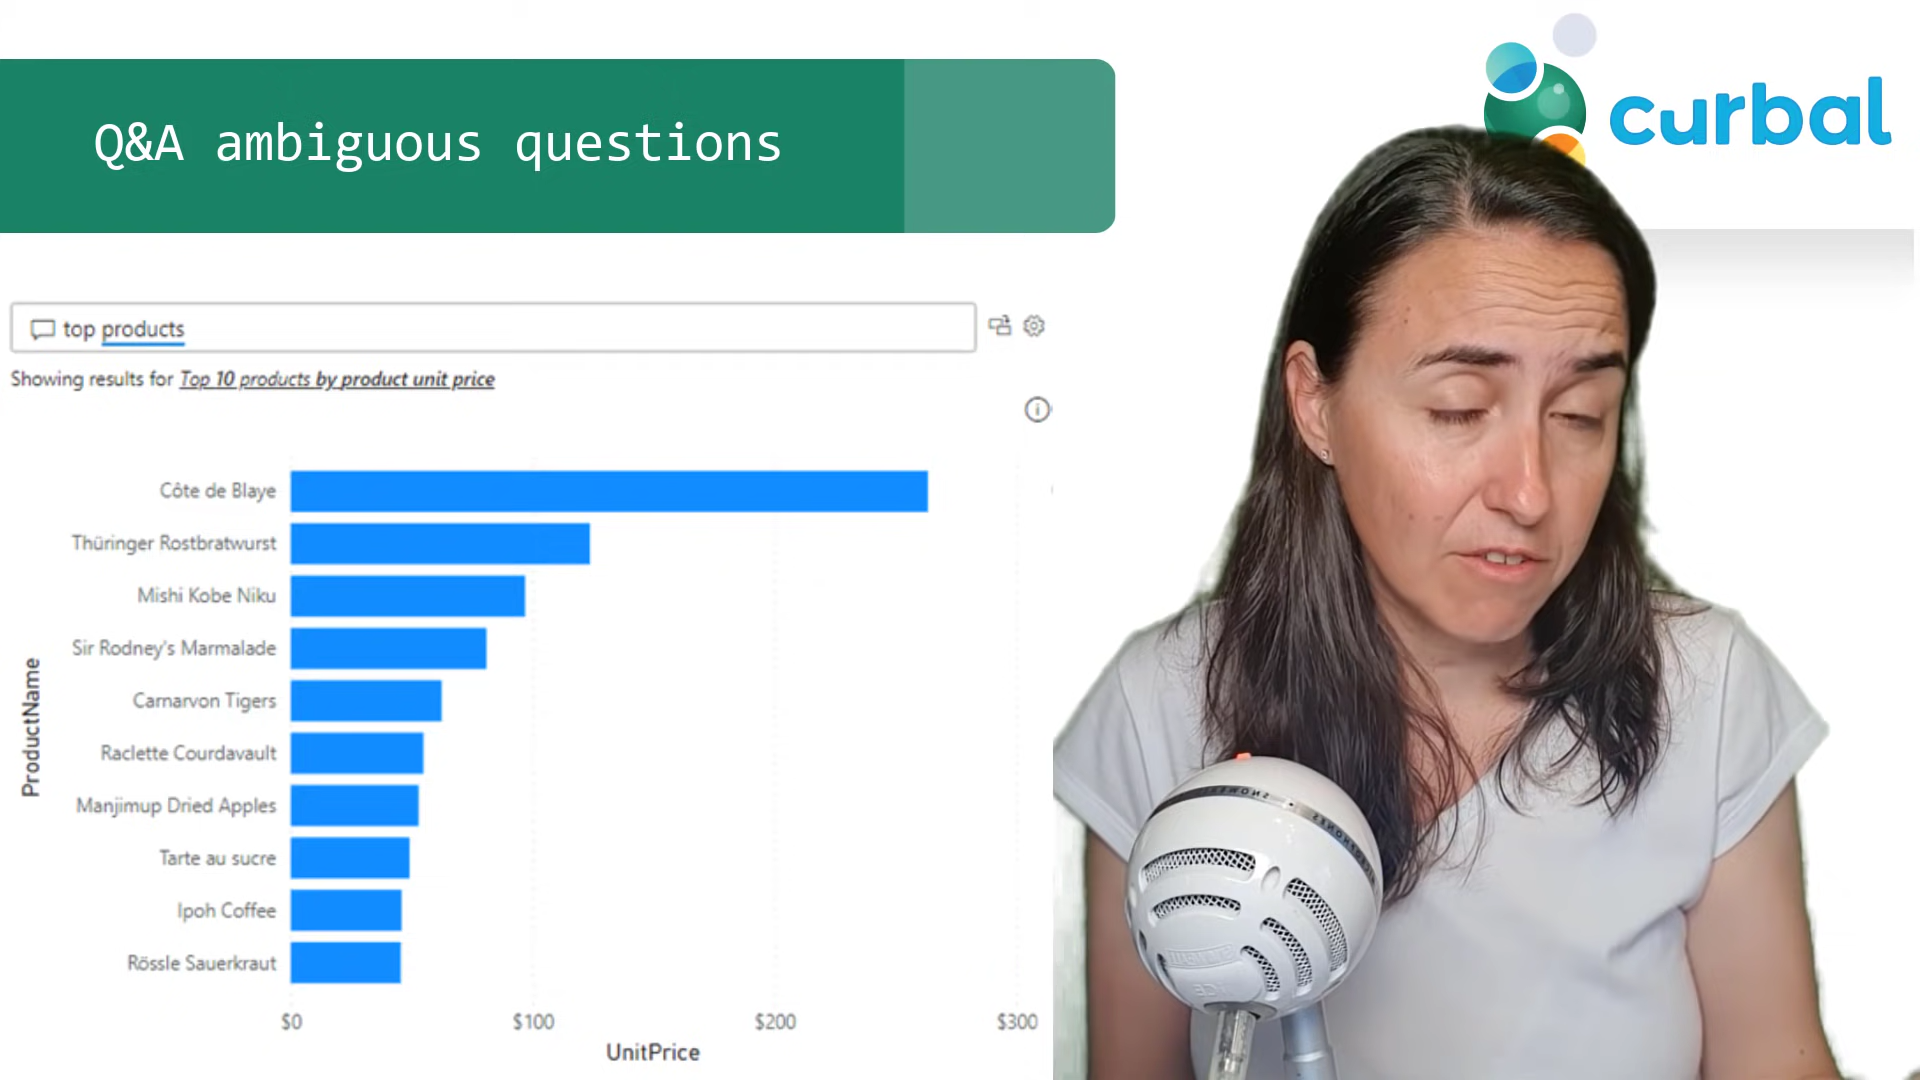 Q&A ambiguous questions
curbal
top products
Showing results for Top 10 products by product unit price
Côte de Blaye
Thüringer Rostbratwurst
Mishi Kobe Niku
Sir Rodney's Marmalade
Carnarvon Tigers
Raclette Courdavault
Manjimup Dried Apples
Tarte au sucre
Ipoh Coffee
Rössle Sauerkraut
ProductName
$0 $100 $200 $300
UnitPrice